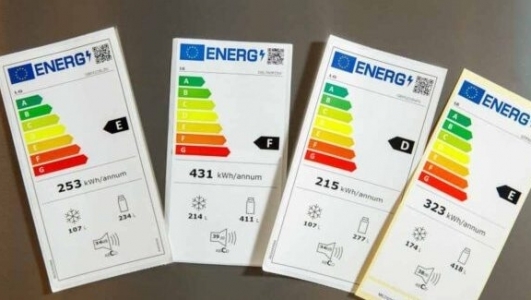 ENERG
A
B
C
D
E
F
G
E
253 kWh/annum
107 L
234 L
ENERG
A
B
C
D
E
F
G
F
431 kWh/annum
214 L
411 L
ENERG
A
B
C
D
E
F
G
D
215 kWh/annum
107 L
277 L
ENERG
A
B
C
D
E
F
G
E
323 kWh/annum
174 L
418 L